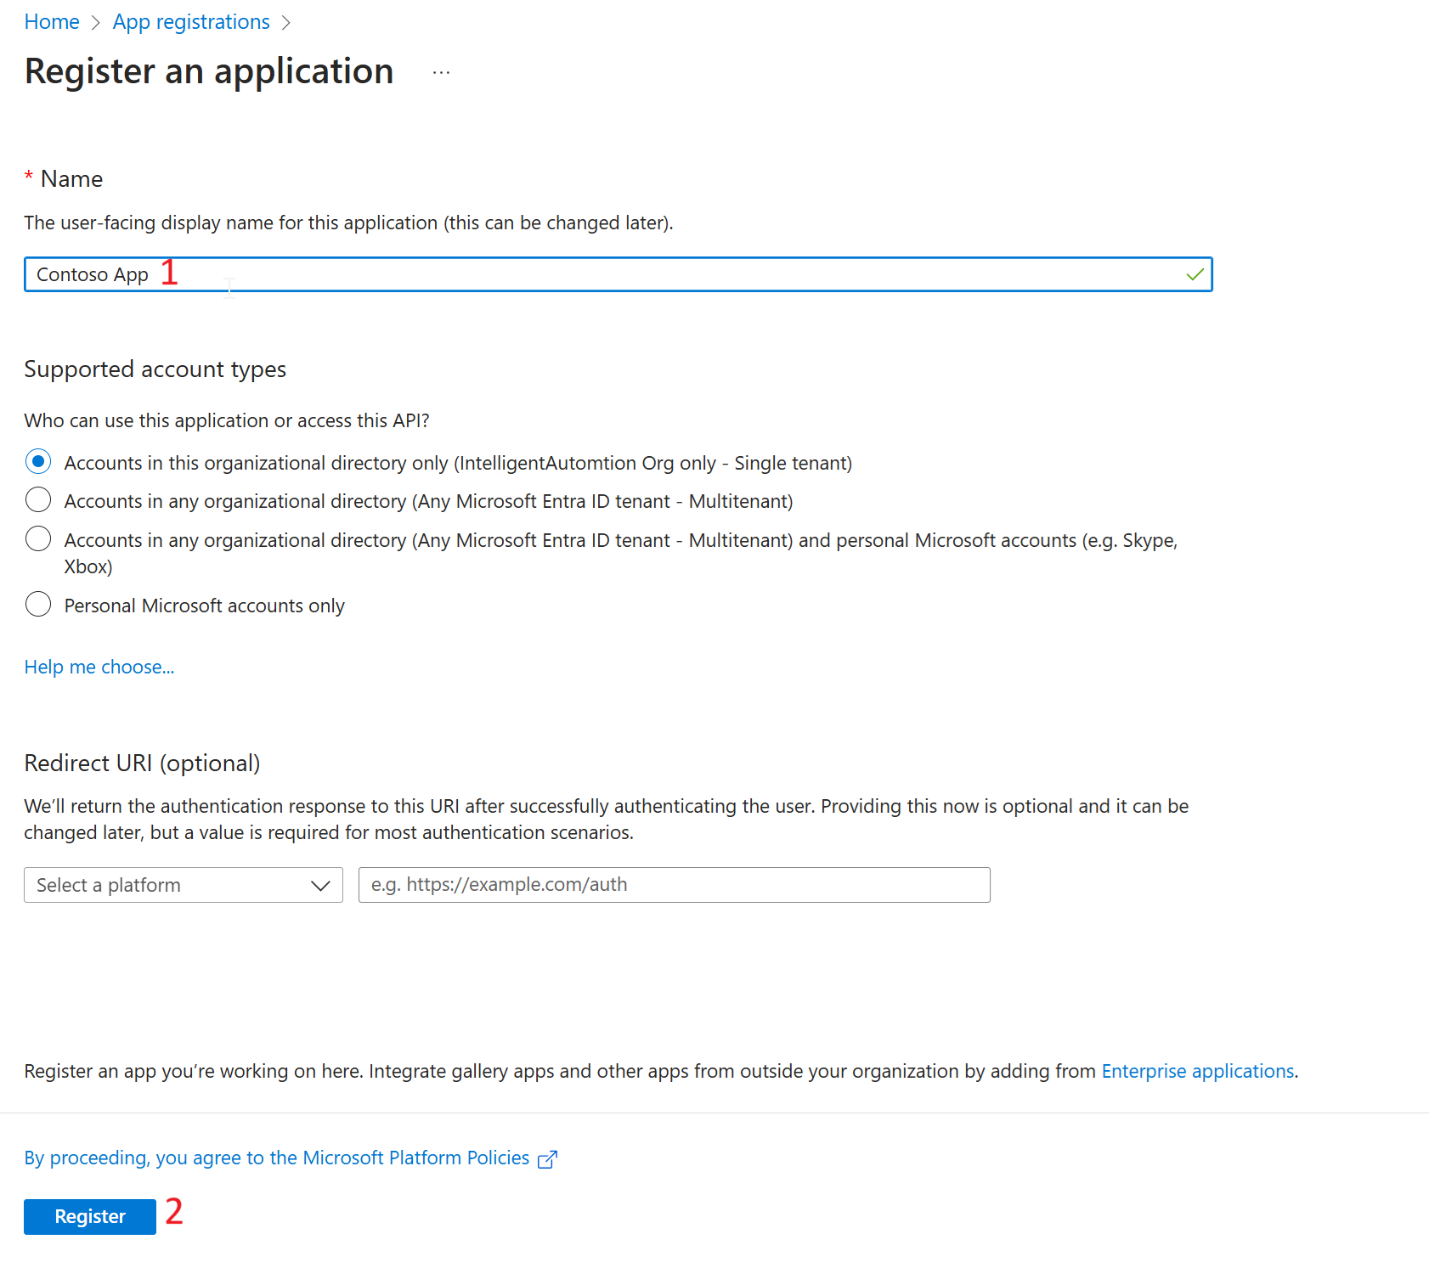 Home > App registrations >
Register an application ...
* Name
The user-facing display name for this application (this can be changed later).
Contoso App 1
Supported account types
Who can use this application or access this API?
Accounts in this organizational directory only (IntelligentAutomtion Org only - Single tenant)
Accounts in any organizational directory (Any Microsoft Entra ID tenant - Multitenant)
Accounts in any organizational directory (Any Microsoft Entra ID tenant - Multitenant) and personal Microsoft accounts (e.g. Skype,
Xbox)
Personal Microsoft accounts only
Help me choose...
Redirect URI (optional)
We'll return the authentication response to this URI after successfully authenticating the user. Providing this now is optional and it can be
changed later, but a value is required for most authentication scenarios.
Select a platform e.g. https://example.com/auth
Register an app you're working on here. Integrate gallery apps and other apps from outside your organization by adding from Enterprise applications.
By proceeding, you agree to the Microsoft Platform Policies
Register 2